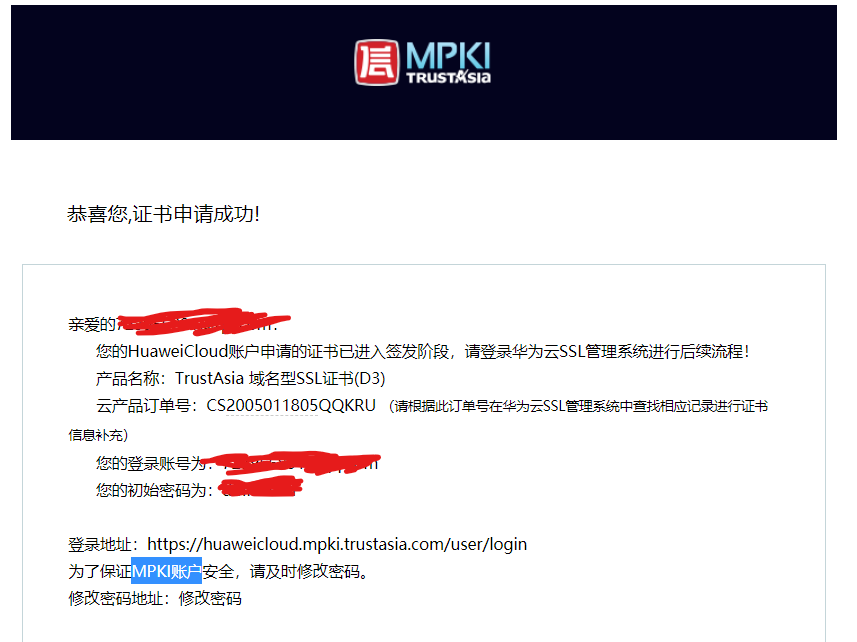 信 MPKI
TRUSTASIA
恭喜您,证书申请成功!
亲爱的
您的HuaweiCloud账户申请的证书已进入签发阶段，请登录华为云SSL管理系统进行后续流程！
产品名称：TrustAsia 域名型SSL证书(D3)
云产品订单号：CS2005011805QQKRU （请根据此订单号在华为云SSL管理系统中查找相应记录进行证书
信息补充）
您的登录账号为：
您的初始密码为：
登录地址：https://huaweicloud.mpki.trustasia.com/user/login
为了保证MPKI账户安全，请及时修改密码。
修改密码地址：修改密码